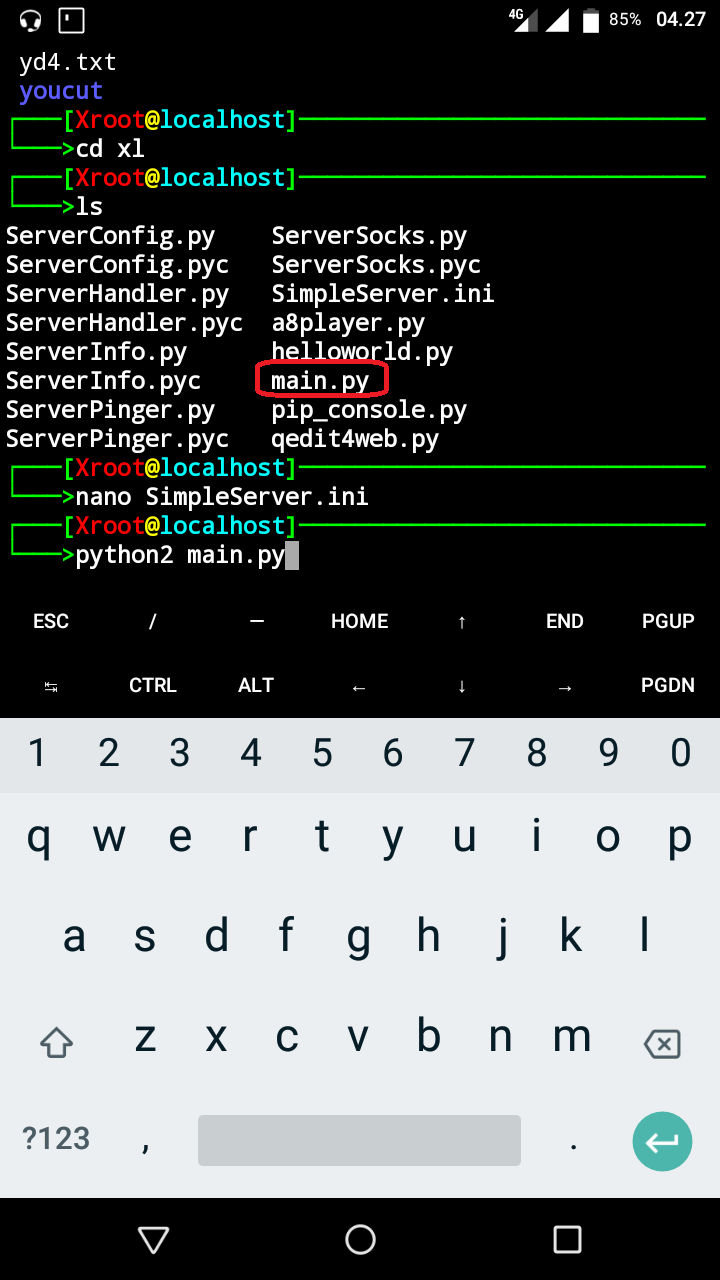 4G 85% 04.27
yd4.txt
youcut
[Xroot@localhost]
>cd xl
[Xroot@localhost]
>ls
ServerConfig.py ServerSocks.py
ServerConfig.pyc ServerSocks.pyc
ServerHandler.py SimpleServer.ini
ServerHandler.pyc a8player.py
ServerInfo.py helloworld.py
ServerInfo.pyc main.py
ServerPinger.py pip_console.py
ServerPinger.pyc qedit4web.py
[Xroot@localhost]
>nano SimpleServer.ini
[Xroot@localhost]
>python2 main.py
ESC / — HOME ↑ END PGUP
↹ CTRL ALT ← ↓ → PGDN
1 2 3 4 5 6 7 8 9 0
q w e r t y u i o p
a s d f g h j k l
z x c v b n m
?123 , .